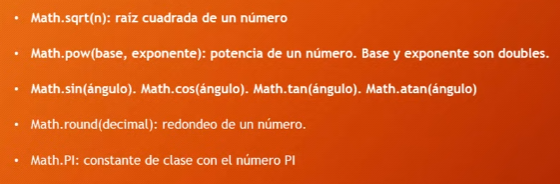 • Math.sqrt(n): raíz cuadrada de un número
• Math.pow(base, exponente): potencia de un número. Base y exponente son doubles.
• Math.sin(ángulo). Math.cos(ángulo). Math.tan(ángulo). Math.atan(ángulo)
• Math.round(decimal): redondeo de un número.
• Math.PI: constante de clase con el número PI